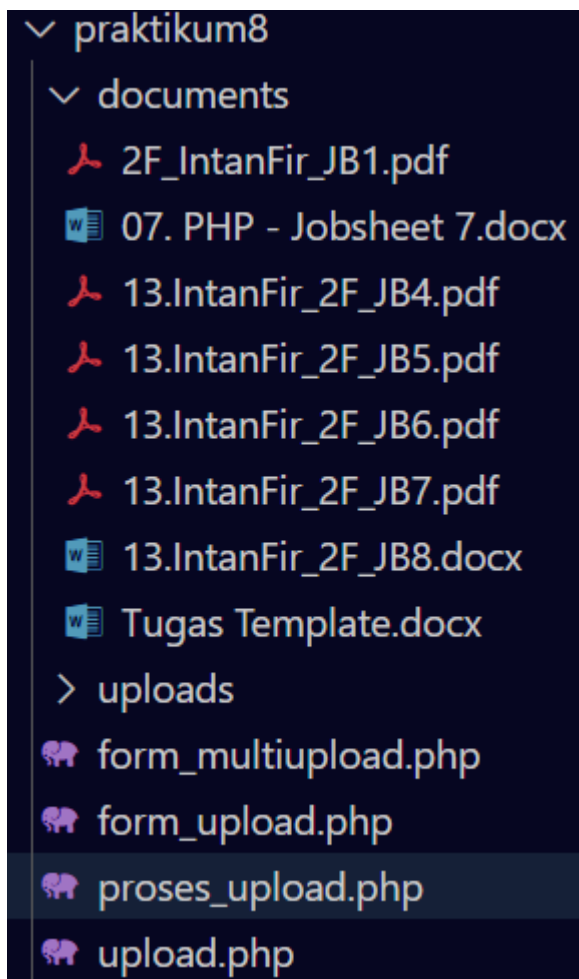 praktikum8
documents
2F_IntanFir_JB1.pdf
07. PHP - Jobsheet 7.docx
13.IntanFir_2F_JB4.pdf
13.IntanFir_2F_JB5.pdf
13.IntanFir_2F_JB6.pdf
13.IntanFir_2F_JB7.pdf
13.IntanFir_2F_JB8.docx
Tugas Template.docx
uploads
form_multiupload.php
form_upload.php
proses_upload.php
upload.php